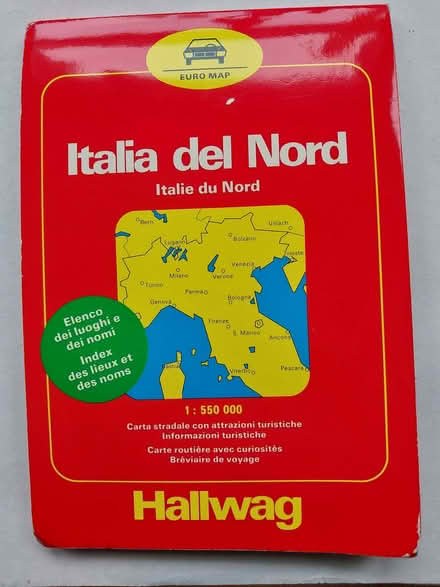 EURO MAP
Italia del Nord
Italie du Nord
Bern
Villach
Lugano
Bolzano
Trieste
Venezia
Milano
Verona
Torino
Parma
Genova
Bologna
Firenze
S. Marino
Ancona
Bastia
Viterbo
Pescara
Elenco
dei luoghi e
dei nomi
Index
des lieux et
des noms
1 : 550 000
Carta stradale con attrazioni turistiche
Informazioni turistiche
Carte routière avec curiosités
Bréviaire de voyage
Hallwag